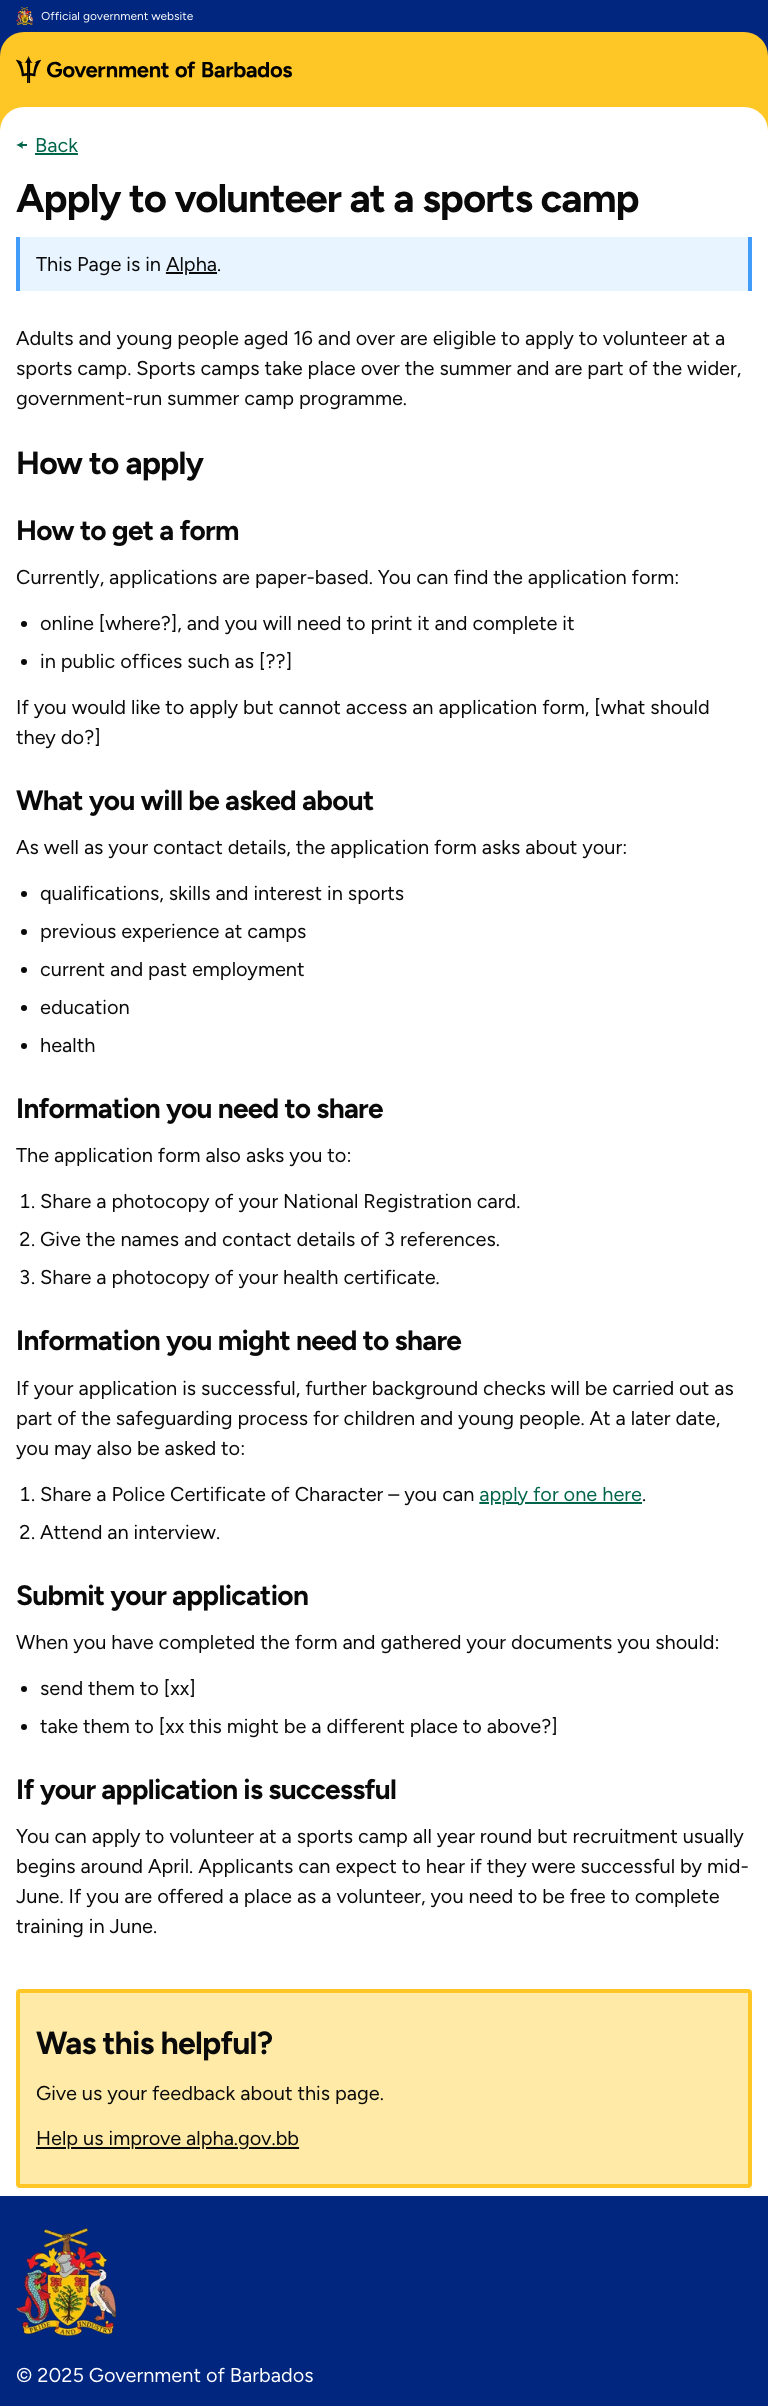 Official government website
Government of Barbados
Back
Apply to volunteer at a sports camp
This Page is in Alpha.
Adults and young people aged 16 and over are eligible to apply to volunteer at a
sports camp. Sports camps take place over the summer and are part of the wider,
government-run summer camp programme.
How to apply
How to get a form
Currently, applications are paper-based. You can find the application form:
• online [where?], and you will need to print it and complete it
• in public offices such as [??]
If you would like to apply but cannot access an application form, [what should
they do?]
What you will be asked about
As well as your contact details, the application form asks about your:
• qualifications, skills and interest in sports
• previous experience at camps
• current and past employment
• education
• health
Information you need to share
The application form also asks you to:
1. Share a photocopy of your National Registration card.
2. Give the names and contact details of 3 references.
3. Share a photocopy of your health certificate.
Information you might need to share
If your application is successful, further background checks will be carried out as
part of the safeguarding process for children and young people. At a later date,
you may also be asked to:
1. Share a Police Certificate of Character – you can apply for one here.
2. Attend an interview.
Submit your application
When you have completed the form and gathered your documents you should:
• send them to [xx]
• take them to [xx this might be a different place to above?]
If your application is successful
You can apply to volunteer at a sports camp all year round but recruitment usually
begins around April. Applicants can expect to hear if they were successful by mid-
June. If you are offered a place as a volunteer, you need to be free to complete
training in June.
Was this helpful?
Give us your feedback about this page.
Help us improve alpha.gov.bb
PRIDE AND INDUSTRY
© 2025 Government of Barbados